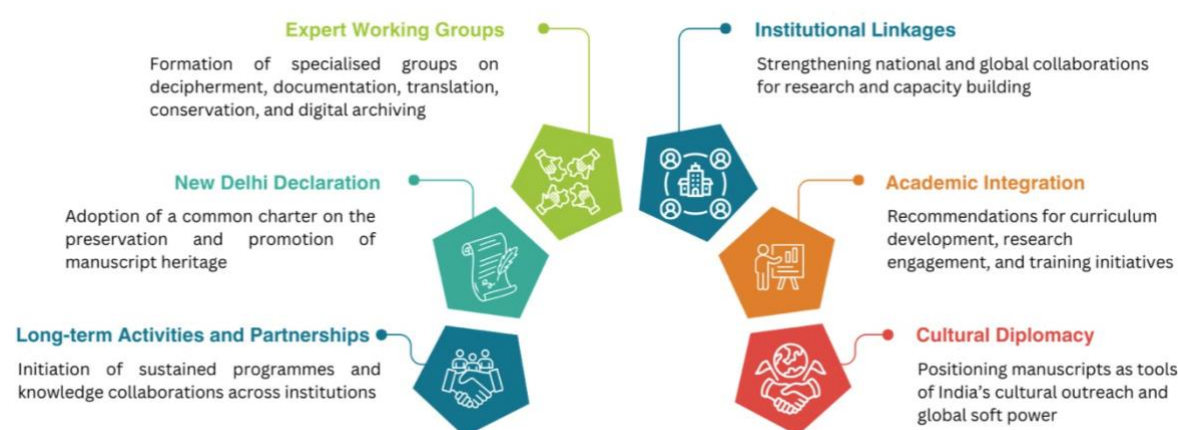 Expert Working Groups
Formation of specialised groups on
decipherment, documentation, translation,
conservation, and digital archiving
Institutional Linkages
Strengthening national and global collaborations
for research and capacity building
New Delhi Declaration
Adoption of a common charter on the
preservation and promotion of
manuscript heritage
Academic Integration
Recommendations for curriculum
development, research
engagement, and training initiatives
Long-term Activities and Partnerships
Initiation of sustained programmes and
knowledge collaborations across institutions
Cultural Diplomacy
Positioning manuscripts as tools
of India's cultural outreach and
global soft power